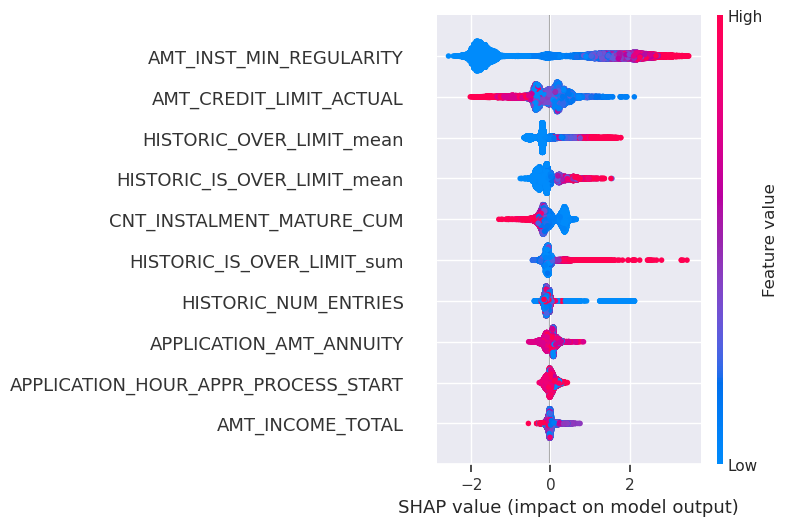 High
AMT_INST_MIN_REGULARITY
AMT_CREDIT_LIMIT_ACTUAL
HISTORIC_OVER_LIMIT_mean
HISTORIC_IS_OVER_LIMIT_mean
CNT_INSTALMENT_MATURE_CUM
HISTORIC_IS_OVER_LIMIT_sum
HISTORIC_NUM_ENTRIES
APPLICATION_AMT_ANNUITY
APPLICATION_HOUR_APPR_PROCESS_START
AMT_INCOME_TOTAL
Feature value
Low
−2 0 2
SHAP value (impact on model output)